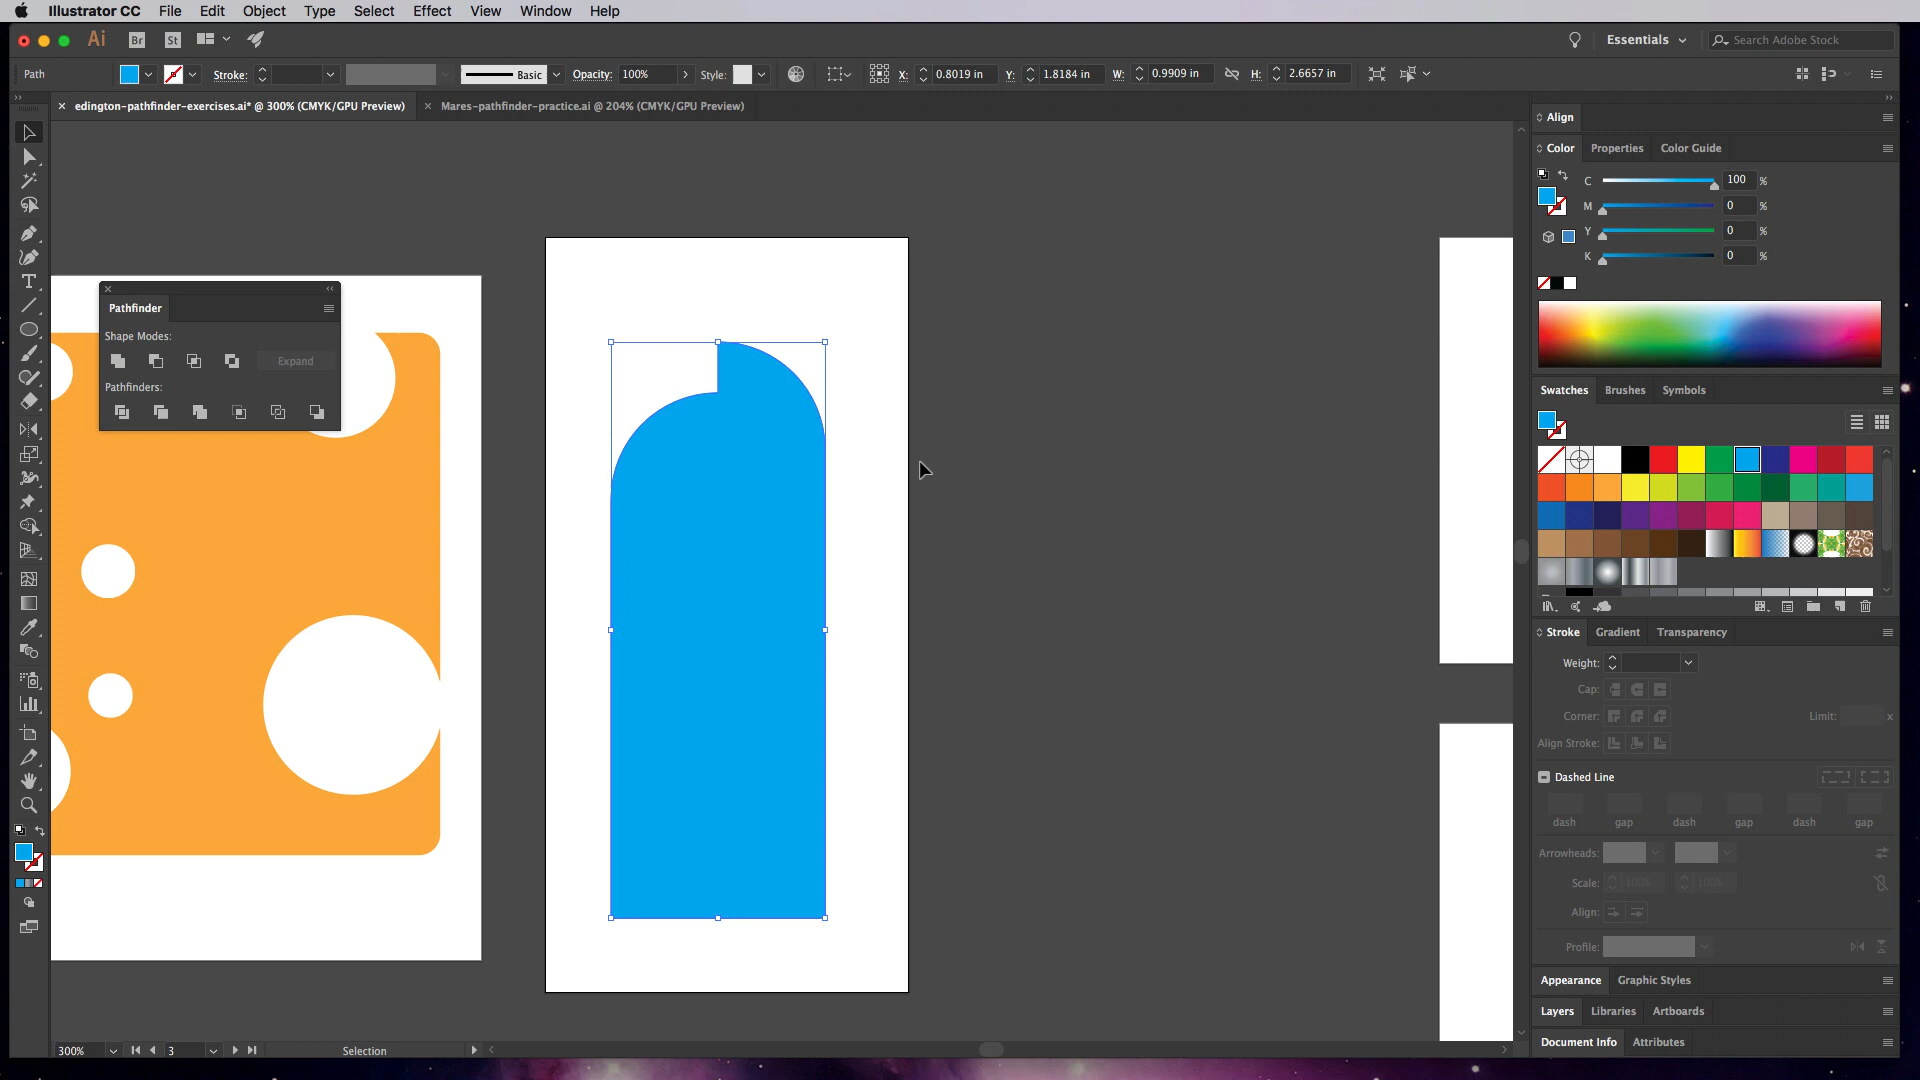 Illustrator CC File Edit Object Type Select Effect View Window Help
Ai Br St Essentials Search Adobe Stock
Path Stroke: Basic Opacity: 100% Style: X: 0.8019 in Y: 1.8184 in W: 0.9909 in H: 2.6657 in
edington-pathfinder-exercises.ai* @ 300% (CMYK/GPU Preview) Mares-pathfinder-practice.ai @ 204% (CMYK/GPU Preview)
Pathfinder
Shape Modes:
Expand
Pathfinders:
300% 3 Selection
Align
Color Properties Color Guide
C 100 %
M 0 %
Y 0 %
K 0 %
Swatches Brushes Symbols
Stroke Gradient Transparency
Weight:
Cap:
Corner: Limit: x
Align Stroke:
Dashed Line
dash gap dash gap dash gap
Arrowheads:
Scale: 100% 100%
Align:
Profile:
Appearance Graphic Styles
Layers Libraries Artboards
Document Info Attributes